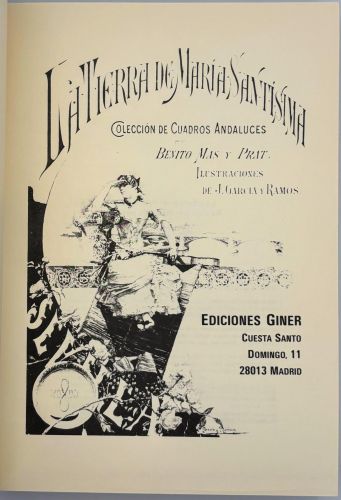 LA TIERRA DE MARÍA SANTÍSIMA
COLECCIÓN DE CUADROS ANDALUCES
BENITO MAS Y PRAT.
ILUSTRACIONES
DE J. GARCIA Y RAMOS
EDICIONES GINER
CUESTA SANTO
DOMINGO, 11
28013 MADRID